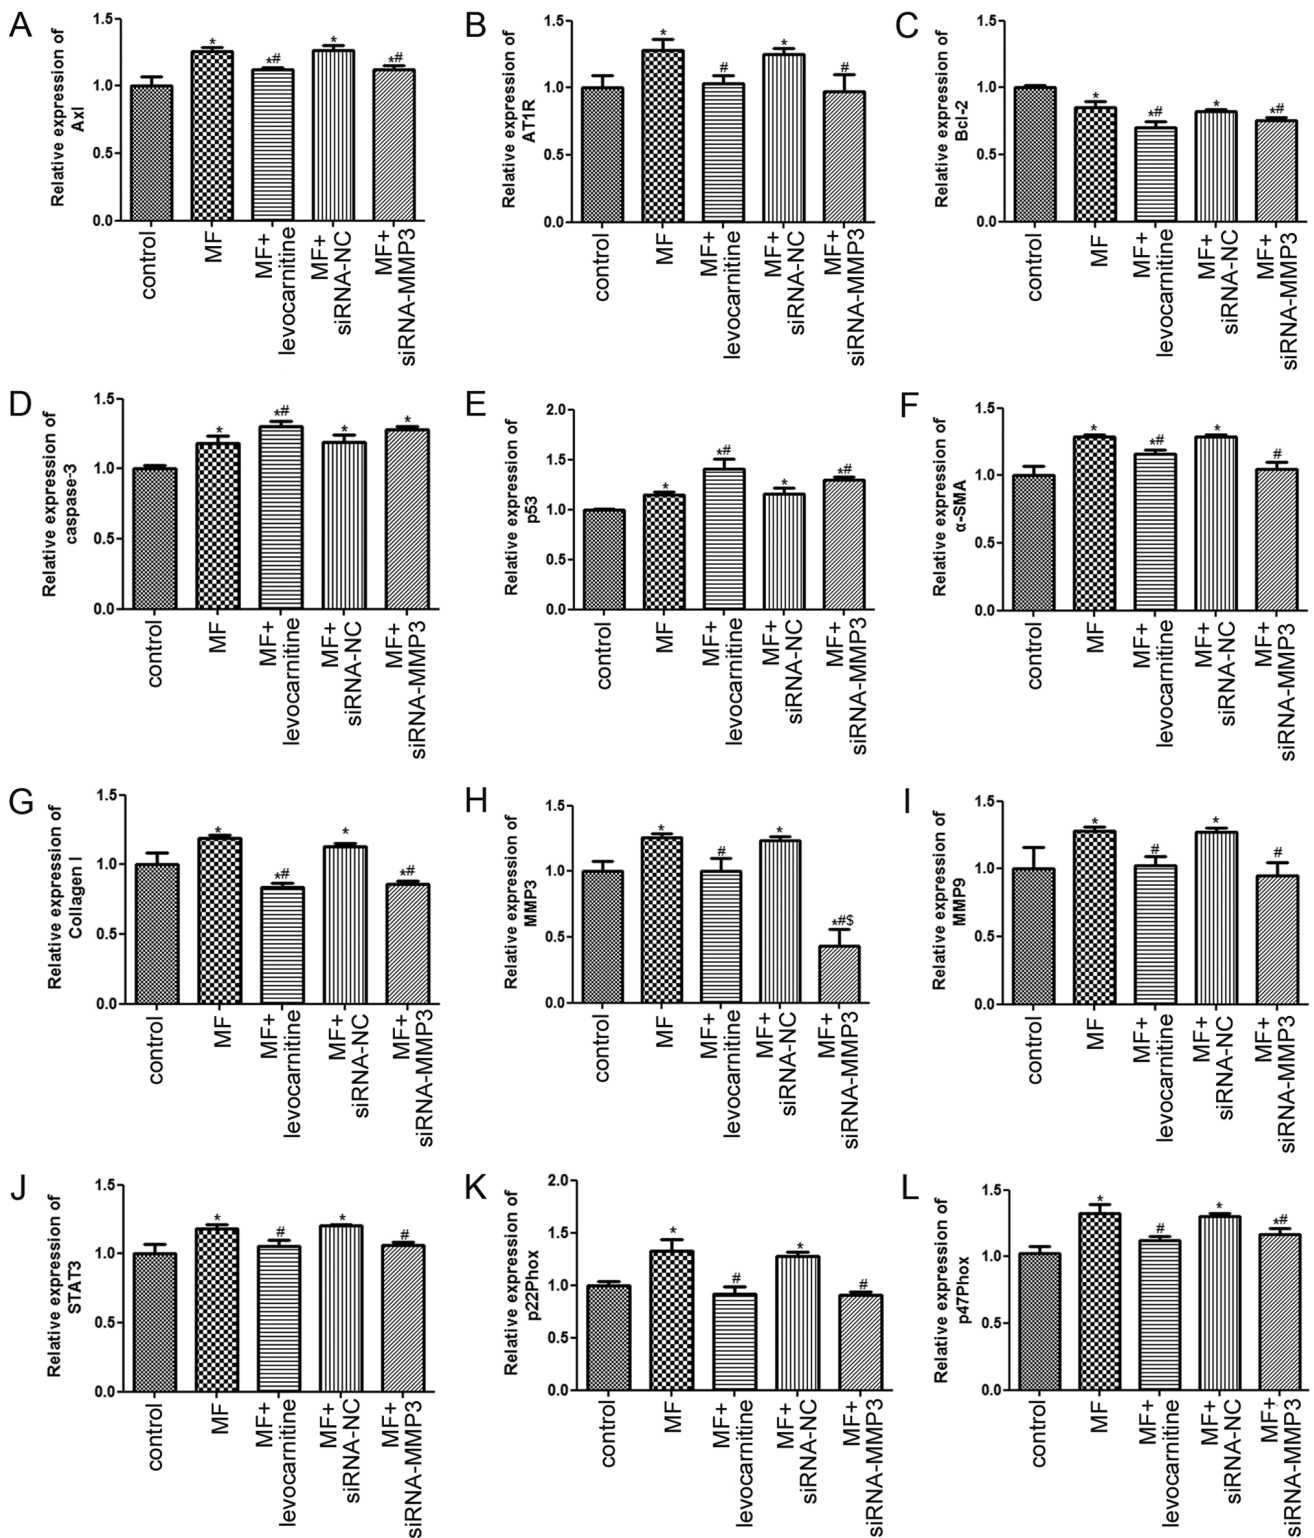 A
Relative expression of
Axl
1.5
1.0
0.5
0.0
*
*#
*
*#
control
MF
MF+
levocarnitine
MF+
siRNA-NC
MF+
siRNA-MMP3
B
Relative expression of
AT1R
1.5
1.0
0.5
0.0
*
#
*
#
control
MF
MF+
levocarnitine
MF+
siRNA-NC
MF+
siRNA-MMP3
C
Relative expression of
Bcl-2
1.5
1.0
0.5
0.0
*
*#
*
*#
control
MF
MF+
levocarnitine
MF+
siRNA-NC
MF+
siRNA-MMP3
D
Relative expression of
caspase-3
1.5
1.0
0.5
0.0
*
*#
*
*
control
MF
MF+
levocarnitine
MF+
siRNA-NC
MF+
siRNA-MMP3
E
Relative expression of
p53
2.0
1.5
1.0
0.5
0.0
*
*#
*
*#
control
MF
MF+
levocarnitine
MF+
siRNA-NC
MF+
siRNA-MMP3
F
Relative expression of
α-SMA
1.5
1.0
0.5
0.0
*
*#
*
#
control
MF
MF+
levocarnitine
MF+
siRNA-NC
MF+
siRNA-MMP3
G
Relative expression of
Collagen I
1.5
1.0
0.5
0.0
*
*#
*
*#
control
MF
MF+
levocarnitine
MF+
siRNA-NC
MF+
siRNA-MMP3
H
Relative expression of
MMP3
1.5
1.0
0.5
0.0
*
#
*
*#$
control
MF
MF+
levocarnitine
MF+
siRNA-NC
MF+
siRNA-MMP3
I
Relative expression of
MMP9
1.5
1.0
0.5
0.0
*
#
*
#
control
MF
MF+
levocarnitine
MF+
siRNA-NC
MF+
siRNA-MMP3
J
Relative expression of
STAT3
1.5
1.0
0.5
0.0
*
#
*
#
control
MF
MF+
levocarnitine
MF+
siRNA-NC
MF+
siRNA-MMP3
K
Relative expression of
p22Phox
2.0
1.5
1.0
0.5
0.0
*
#
*
#
control
MF
MF+
levocarnitine
MF+
siRNA-NC
MF+
siRNA-MMP3
L
Relative expression of
p47Phox
1.5
1.0
0.5
0.0
*
#
*
*#
control
MF
MF+
levocarnitine
MF+
siRNA-NC
MF+
siRNA-MMP3